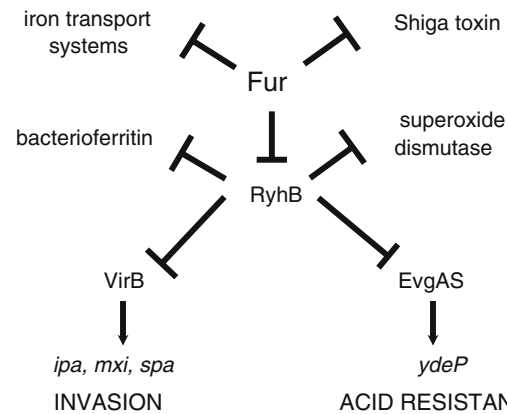 iron transport
systems
Shiga toxin
Fur
bacterioferritin
superoxide
dismutase
RyhB
VirB
EvgAS
ipa, mxi, spa
ydeP
INVASION
ACID RESISTAN